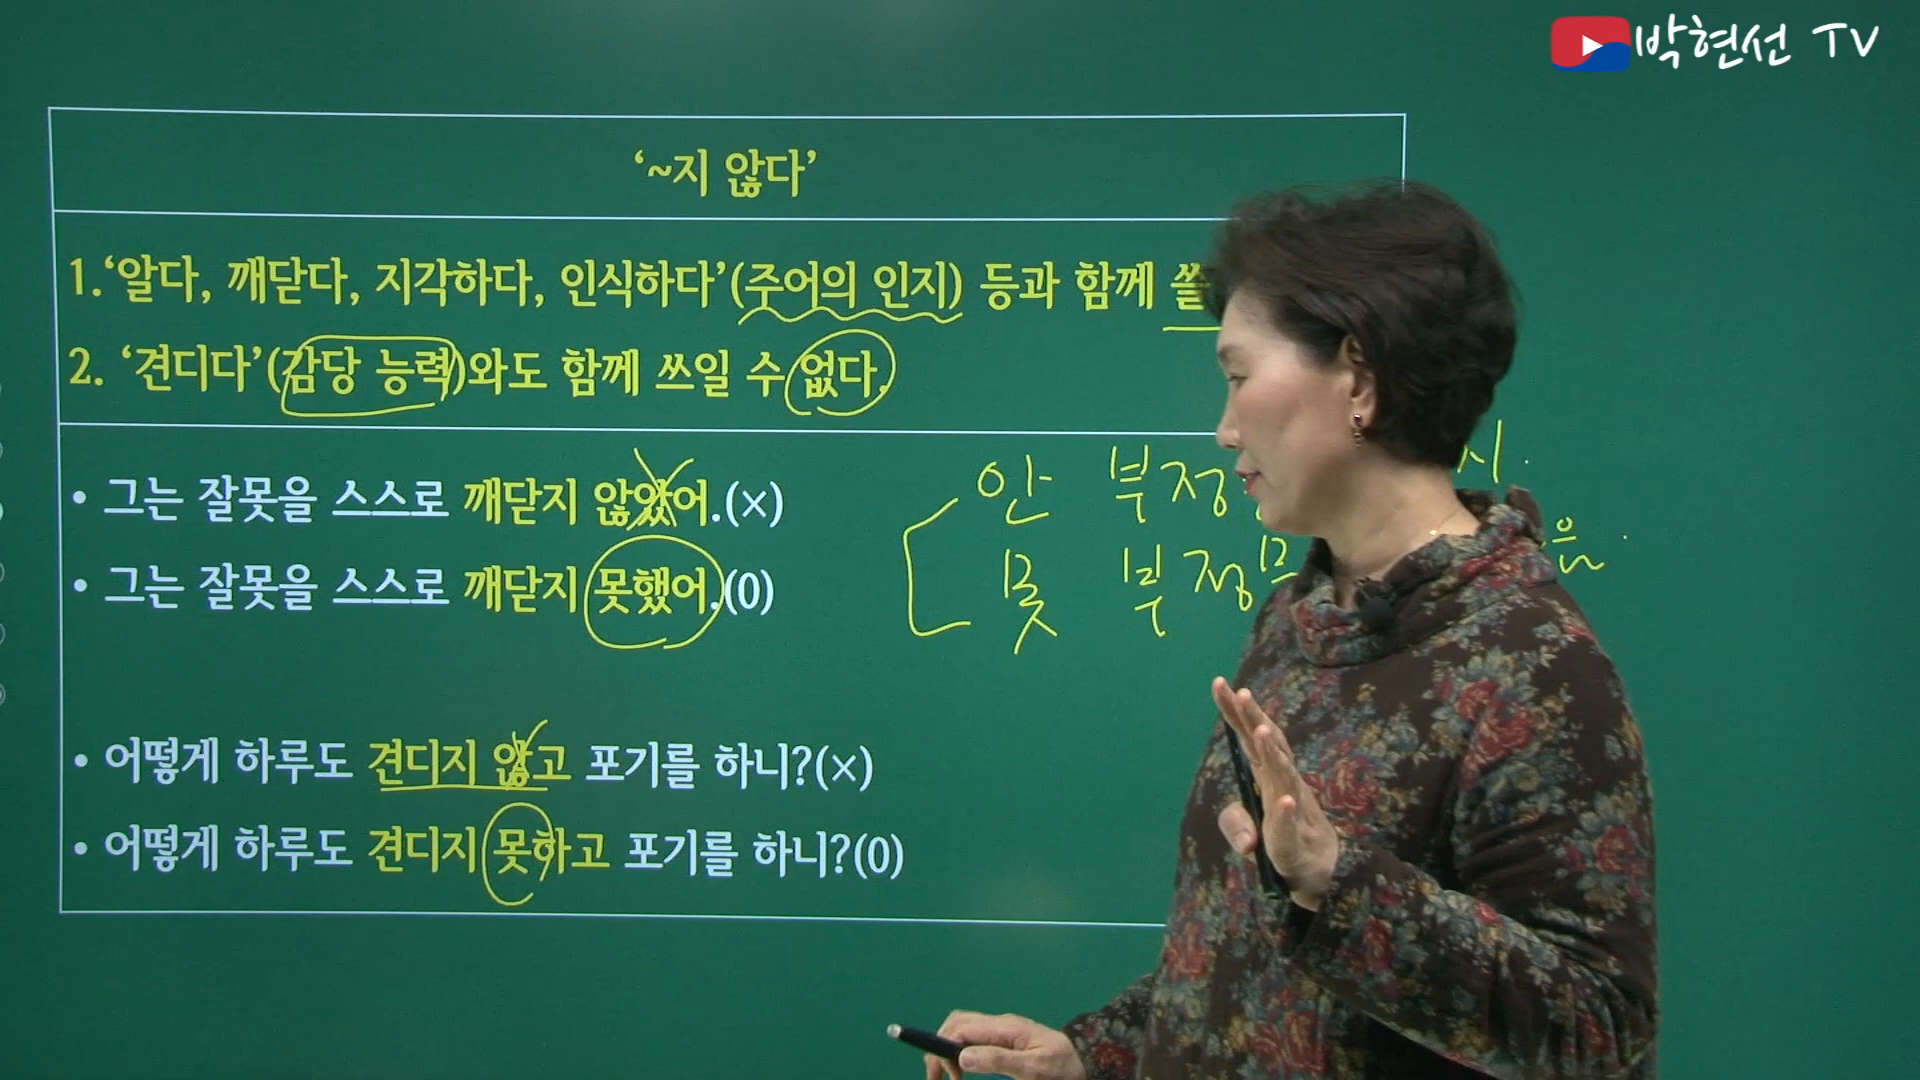 박현선 TV
'~지 않다'
1.'알다, 깨닫다, 지각하다, 인식하다'(주어의 인지) 등과 함께 쓸
2. '견디다'(감당 능력)와도 함께 쓰일 수 없다.
• 그는 잘못을 스스로 깨닫지 않았어.(×)
• 그는 잘못을 스스로 깨닫지 못했어.(0)
안 부정
못 부정
• 어떻게 하루도 견디지 않고 포기를 하니?(×)
• 어떻게 하루도 견디지 못하고 포기를 하니?(0)